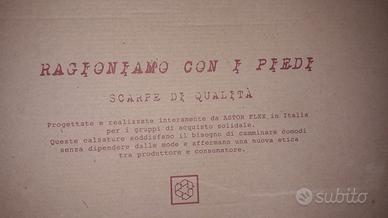 RAGIONIAMO CON I PIEDI
SCARPE DI QUALITÀ
Progettate e realizzate interamente da ASTOR FLEX in Italia
per i gruppi di acquisto solidale.
Queste calzature soddisfano il bisogno di camminare comodi
senza dipendere dalle mode e affermano una nuova etica
tra produttore e consumatore.
subito